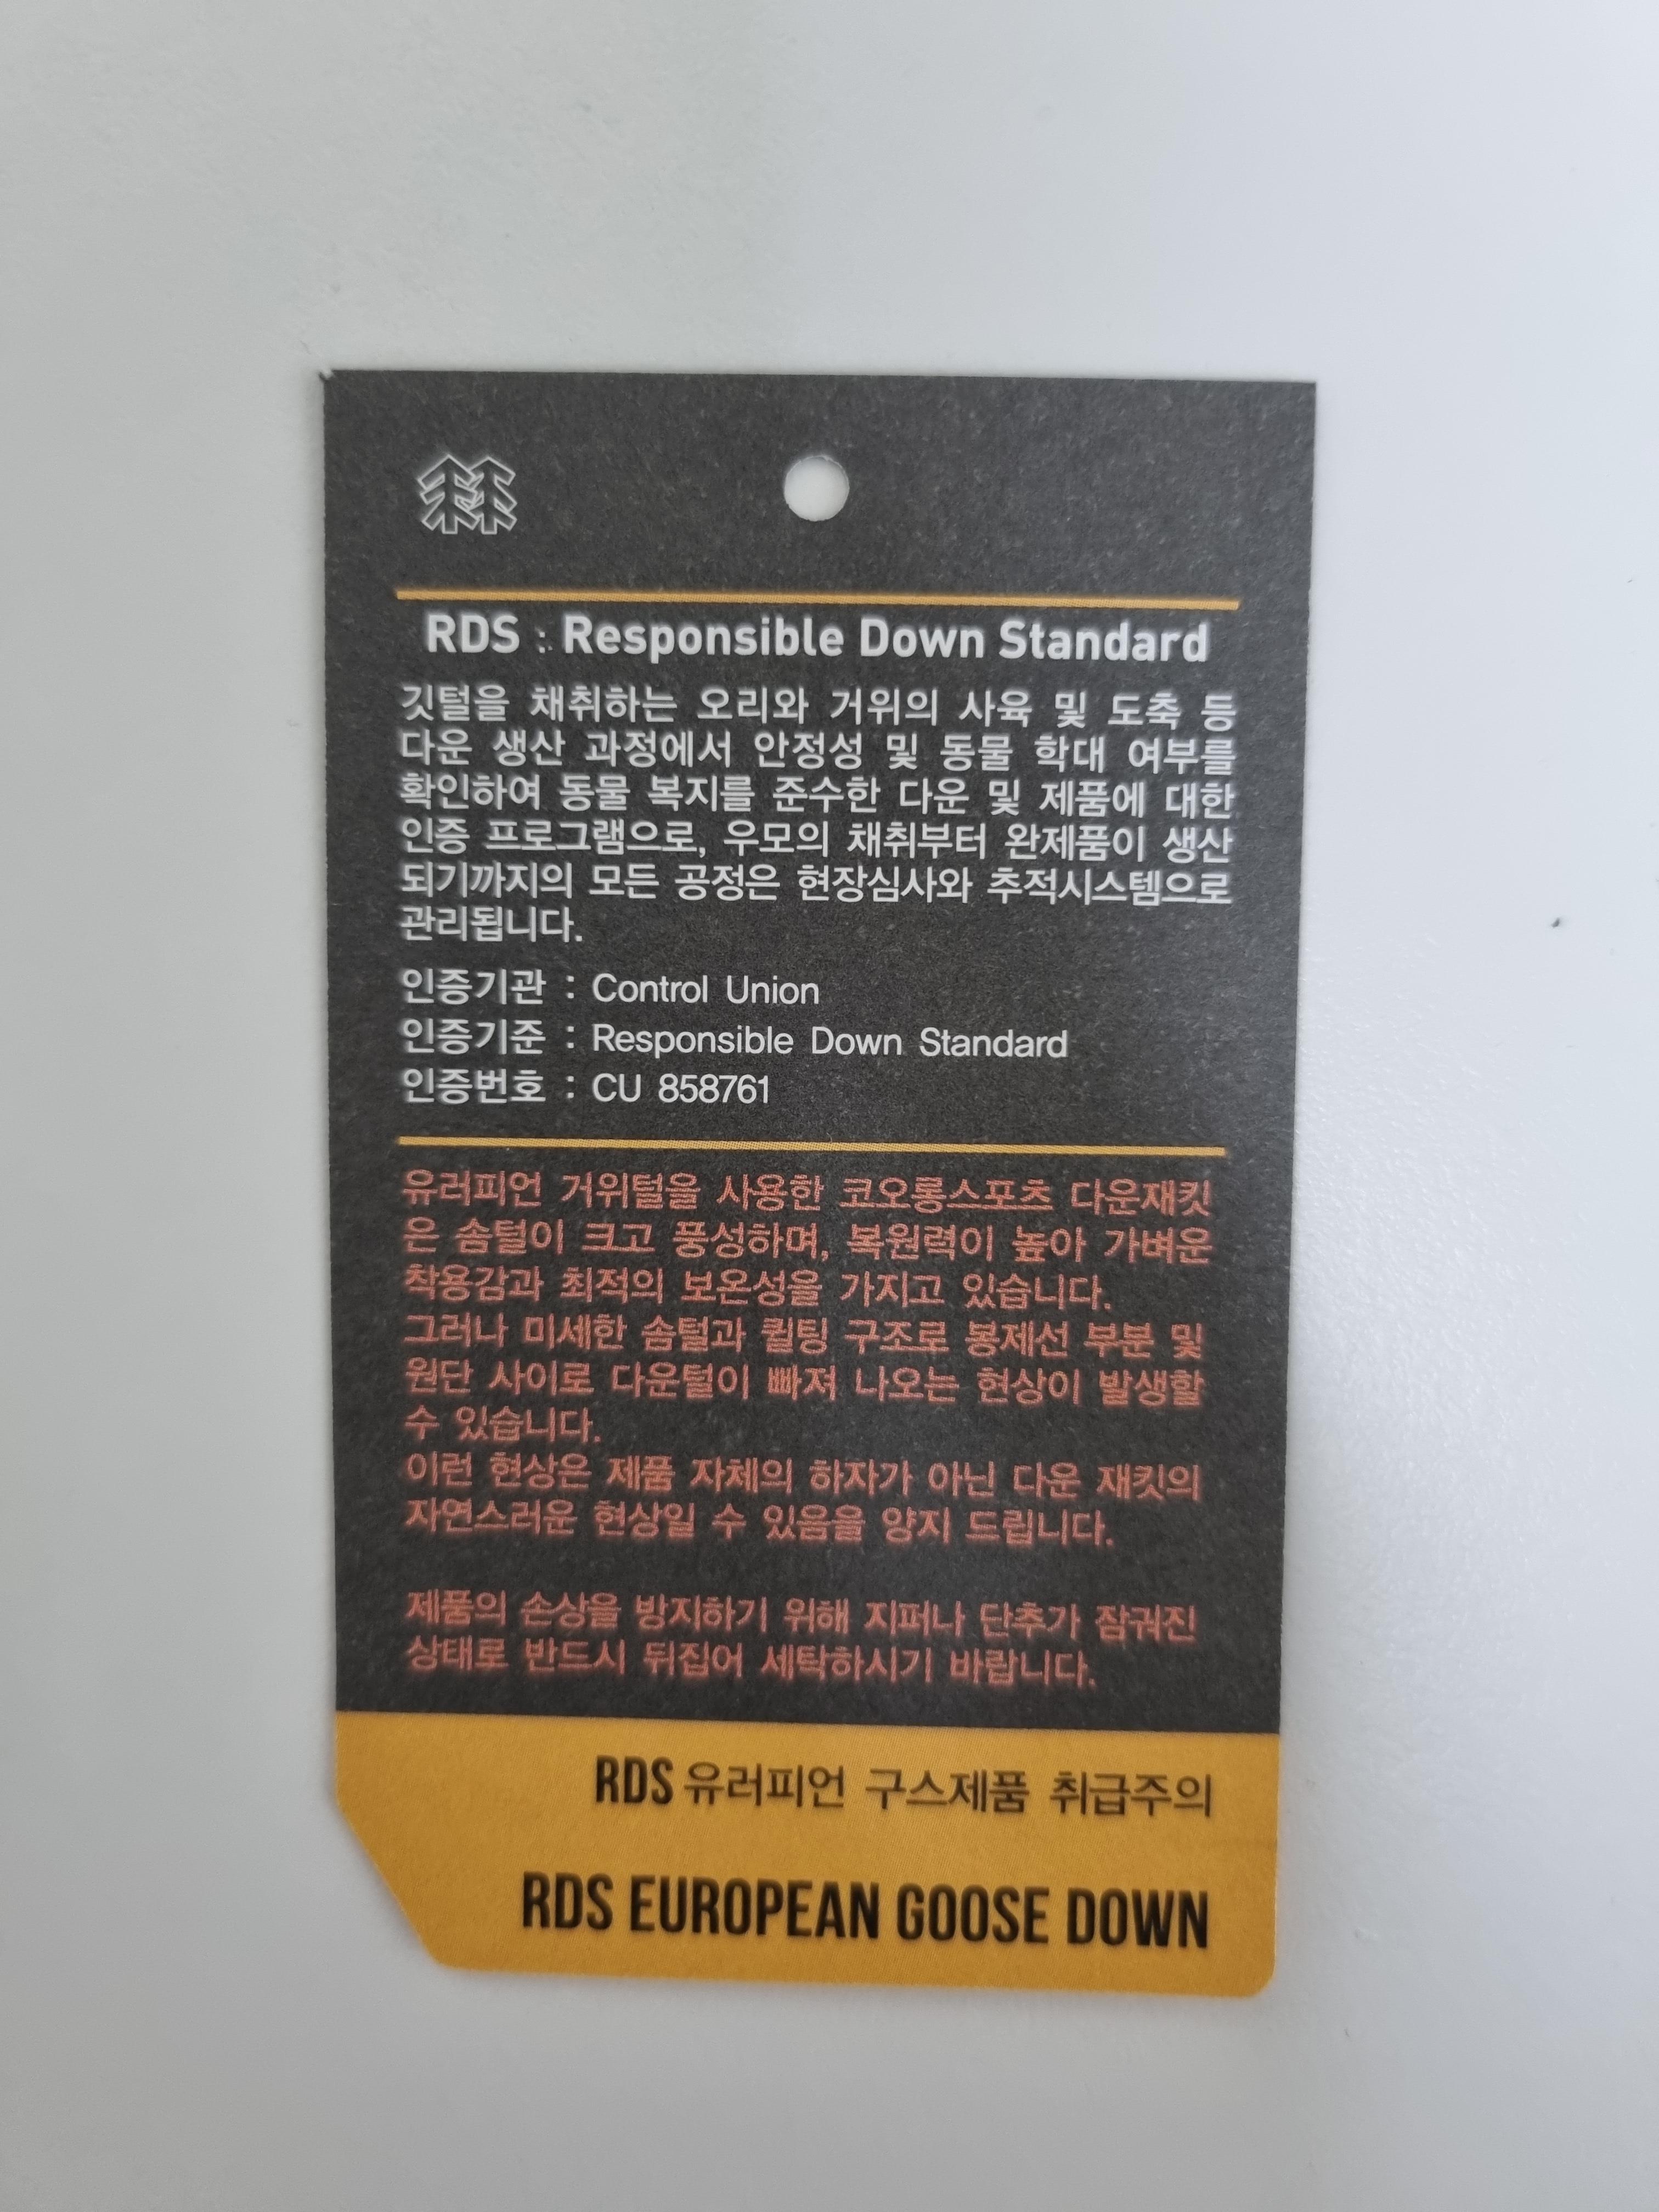 RDS : Responsible Down Standard
깃털을 채취하는 오리와 거위의 사육 및 도축 등
다운 생산 과정에서 안정성 및 동물 학대 여부를
확인하여 동물 복지를 준수한 다운 및 제품에 대한
인증 프로그램으로, 우모의 채취부터 완제품이 생산
되기까지의 모든 공정은 현장심사와 추적시스템으로
관리됩니다.
인증기관 : Control Union
인증기준 : Responsible Down Standard
인증번호 : CU 858761
유러피언 거위털을 사용한 코오롱스포츠 다운재킷
은 솜털이 크고 풍성하며, 복원력이 높아 가벼운
착용감과 최적의 보온성을 가지고 있습니다.
그러나 미세한 솜털과 퀼팅 구조로 봉제선 부분 및
원단 사이로 다운털이 빠져 나오는 현상이 발생할
수 있습니다.
이런 현상은 제품 자체의 하자가 아닌 다운 재킷의
자연스러운 현상일 수 있음을 양지 드립니다.
제품의 손상을 방지하기 위해 지퍼나 단추가 잠궈진
상태로 반드시 뒤집어 세탁하시기 바랍니다.
RDS 유러피언 구스제품 취급주의
RDS EUROPEAN GOOSE DOWN